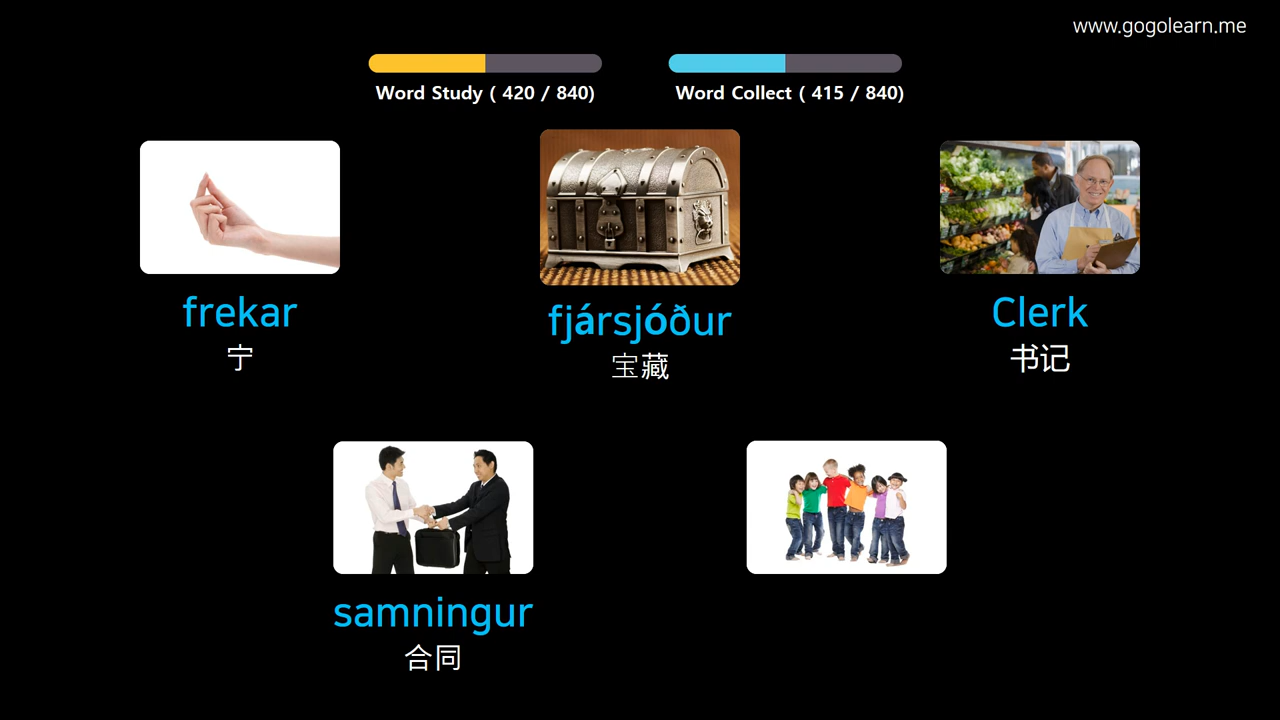 www.gogolearn.me
Word Study ( 420 / 840)
Word Collect ( 415 / 840)
frekar
宁
fjársjóður
宝藏
Clerk
书记
samningur
合同